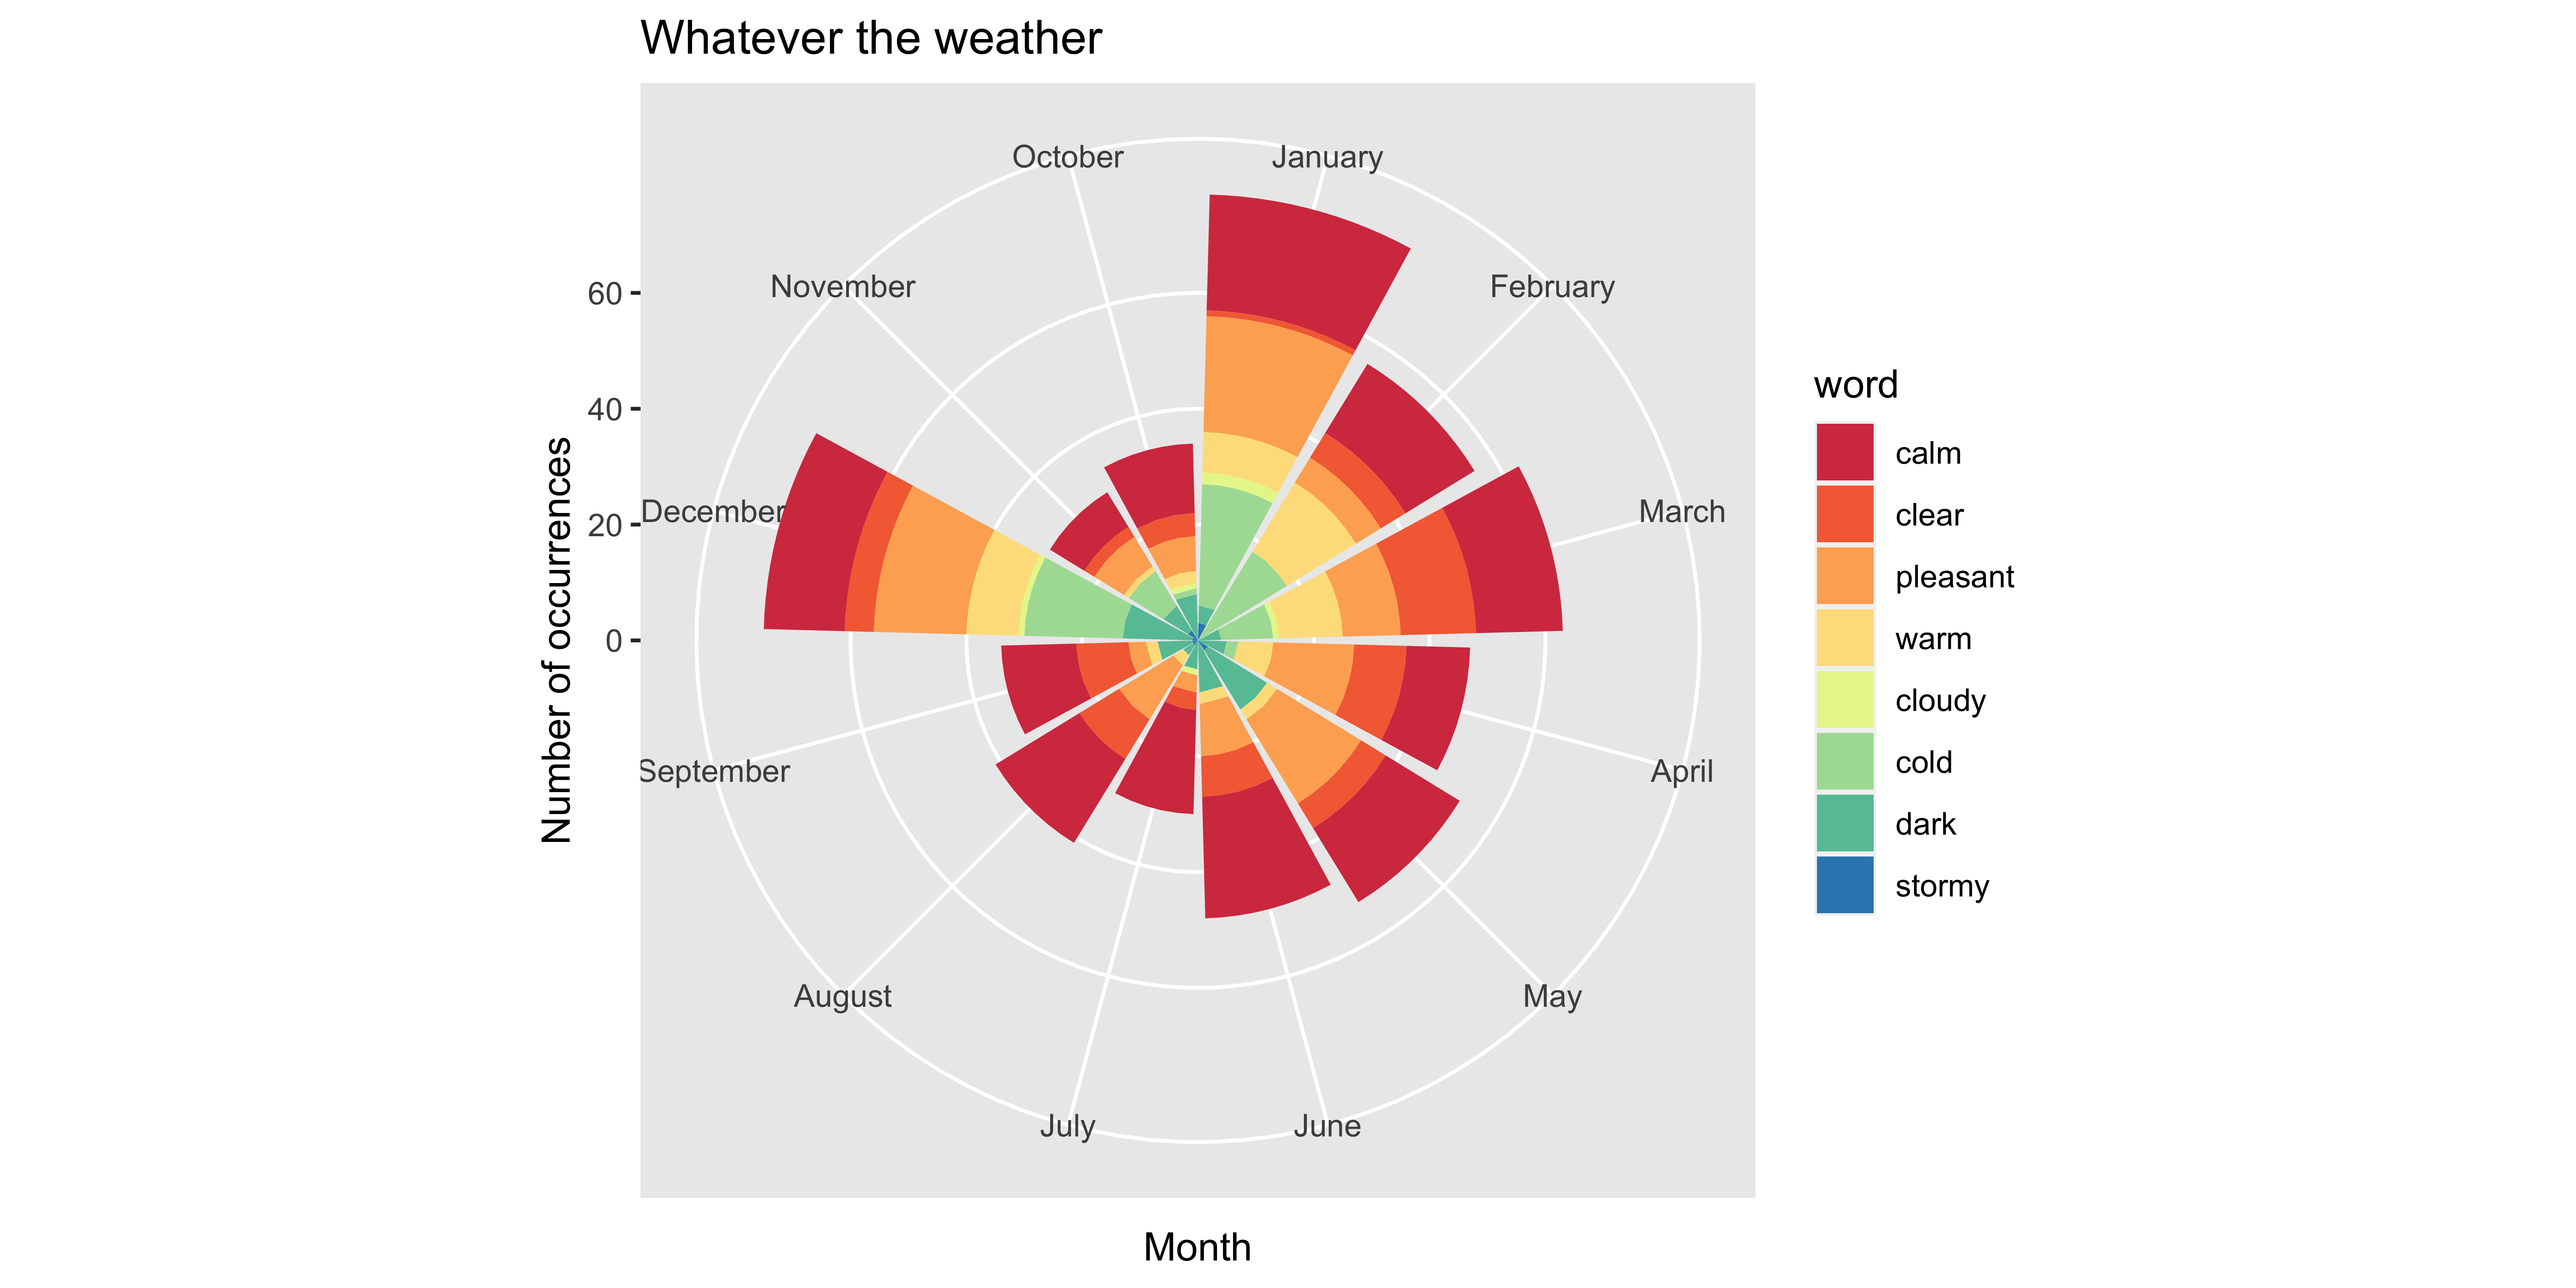 Whatever the weather
October
January
November
February
December
March
September
April
August
May
July
June
60
40
20
0
Number of occurrences
Month
word
calm
clear
pleasant
warm
cloudy
cold
dark
stormy